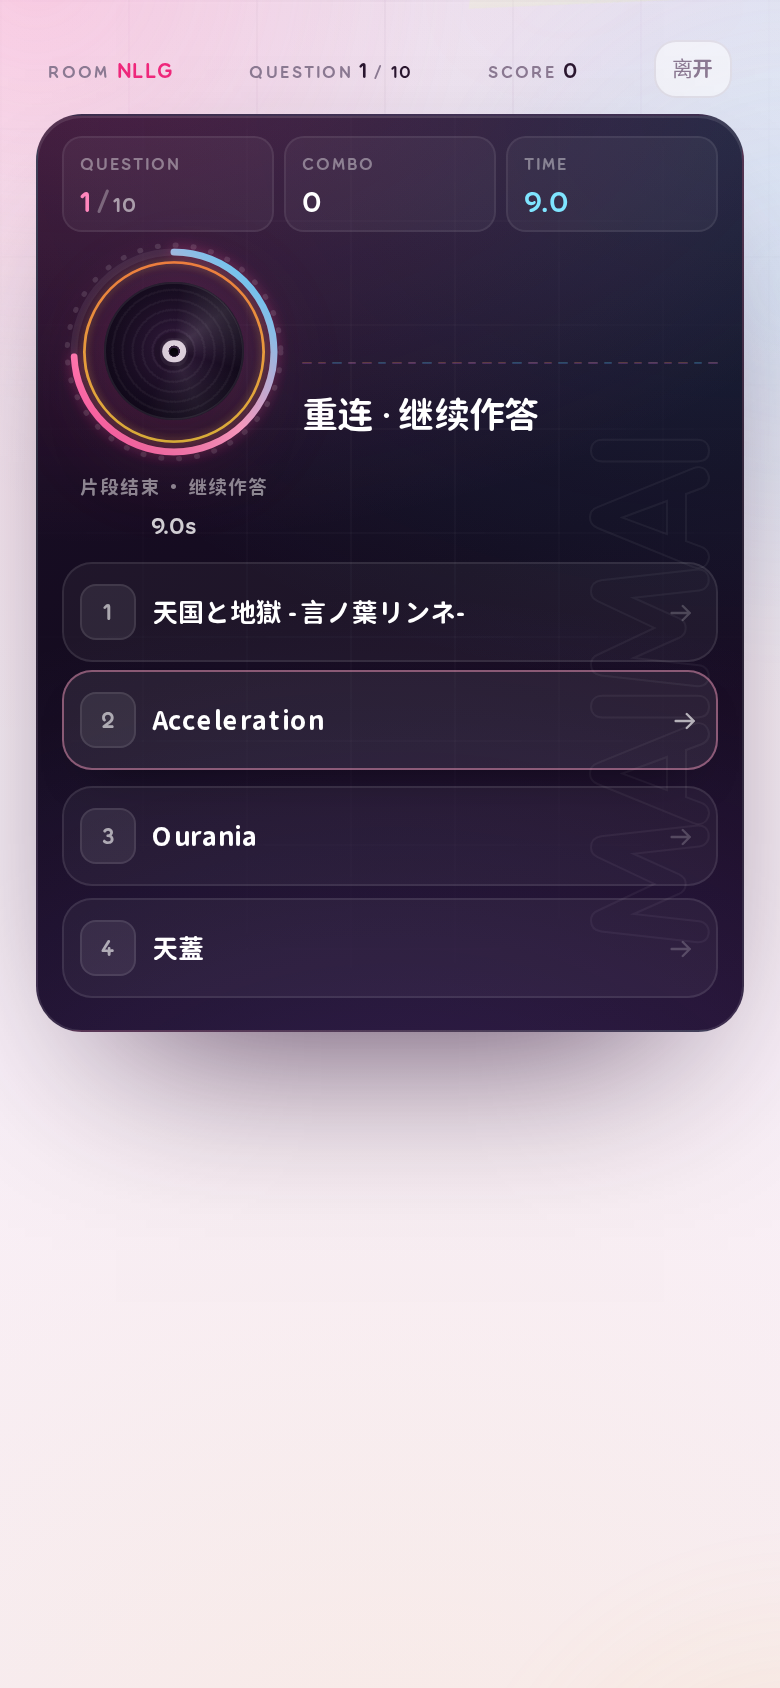 ROOM NLLG QUESTION 1 / 10 SCORE 0 离开
QUESTION COMBO TIME
1 / 10 0 9.0
重连 · 继续作答
片段结束 • 继续作答
9.0s
1 天国と地獄 -言ノ葉リンネ- →
2 Acceleration →
3 Ourania →
4 天蓋 →
MAIMAI